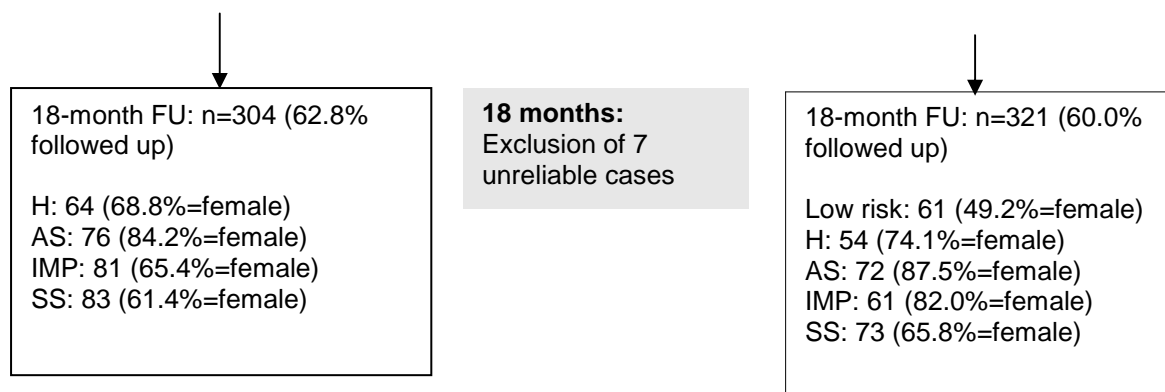 18-month FU: n=304 (62.8%
followed up)
H: 64 (68.8%=female)
AS: 76 (84.2%=female)
IMP: 81 (65.4%=female)
SS: 83 (61.4%=female)
18 months:
Exclusion of 7
unreliable cases
18-month FU: n=321 (60.0%
followed up)
Low risk: 61 (49.2%=female)
H: 54 (74.1%=female)
AS: 72 (87.5%=female)
IMP: 61 (82.0%=female)
SS: 73 (65.8%=female)